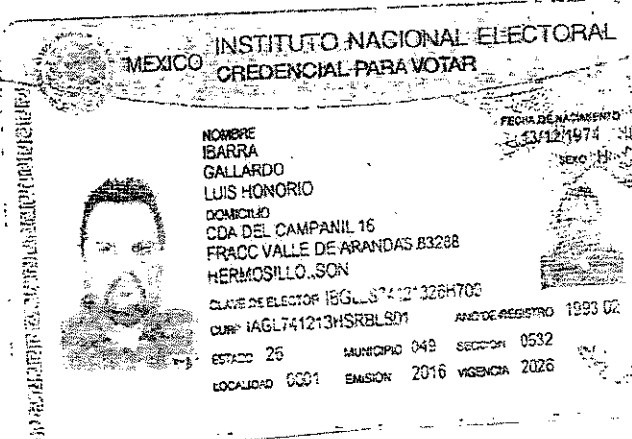 MEXICO INSTITUTO NACIONAL ELECTORAL
CREDENCIAL PARA VOTAR
NOMBRE
IBARRA
GALLARDO
LUIS HONORIO
FECHA DE NACIMIENTO
13/12/1974
SEXO H
DOMICILIO
CDA DEL CAMPANIL 16
FRACC VALLE DE ARANDAS 83288
HERMOSILLO, SON.
CLAVE DE ELECTOR
CURP IAGL741213HSRBLS01 AÑO DE REGISTRO 1993 02
ESTADO 26 MUNICIPIO 049 SECCION 0532
LOCALIDAD 0001 EMISION 2016 VIGENCIA 2026